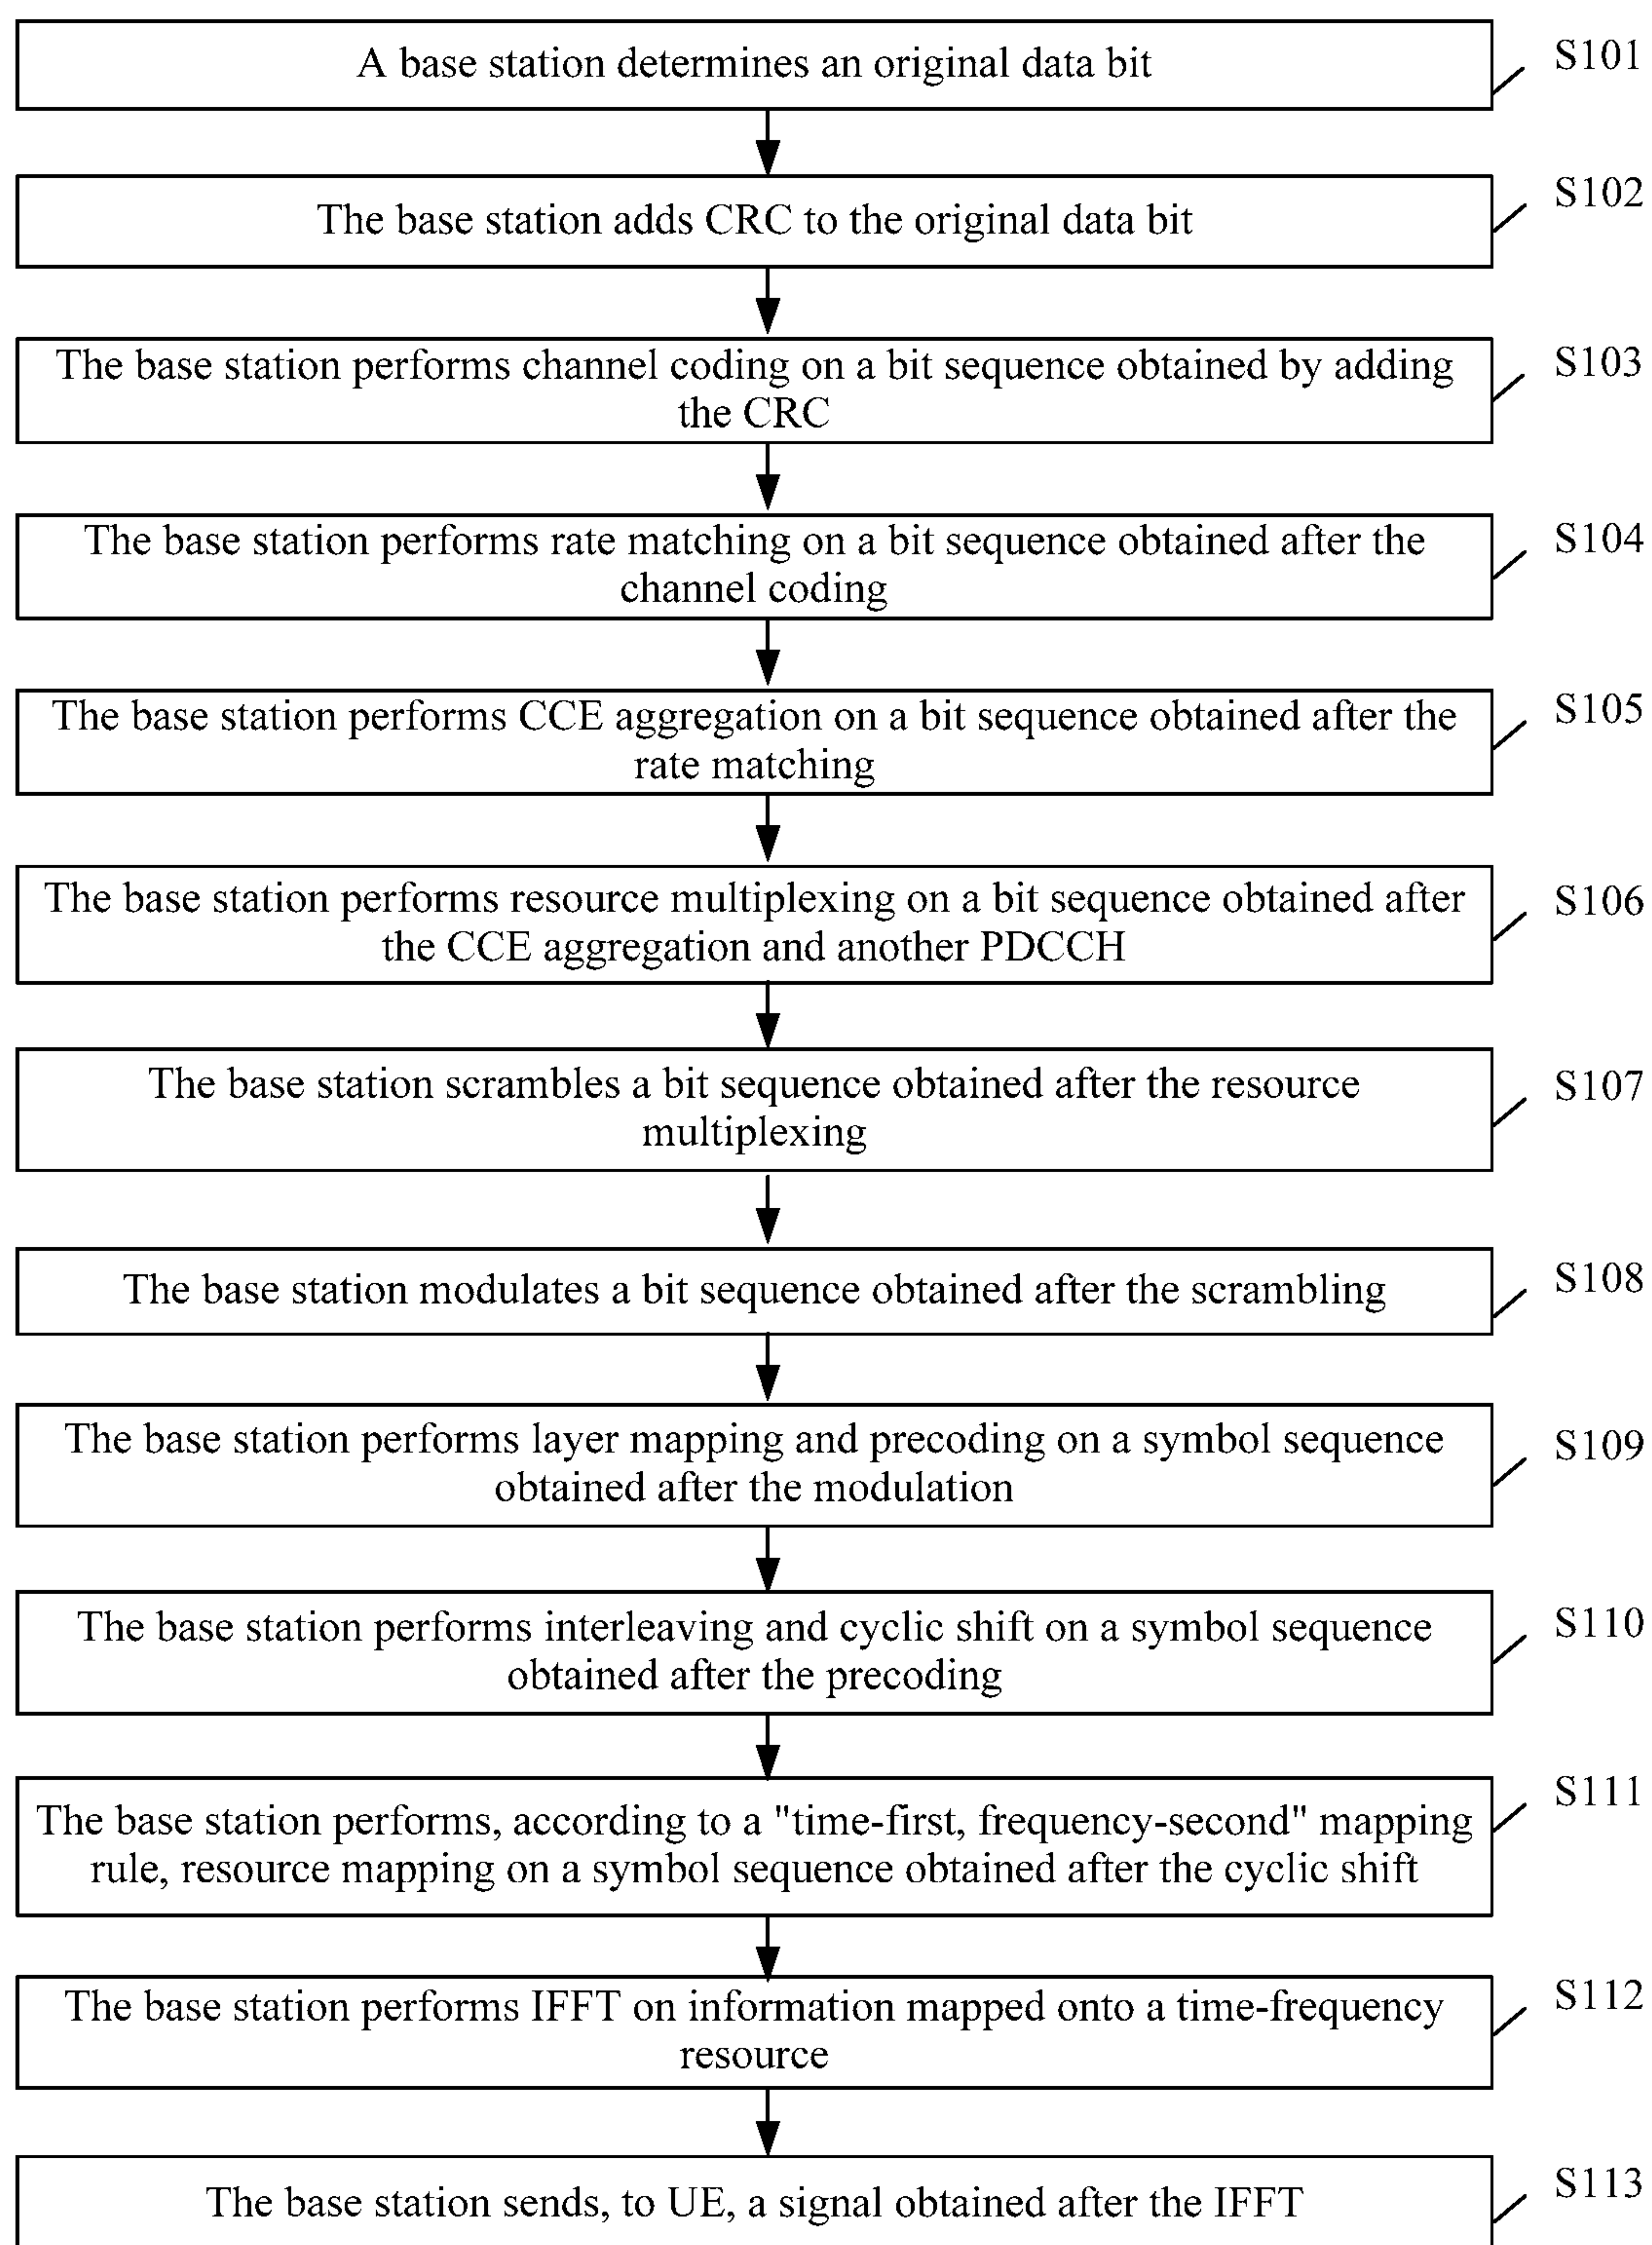 A base station determines an original data bit
S101
The base station adds CRC to the original data bit
S102
The base station performs channel coding on a bit sequence obtained by adding
the CRC
S103
The base station performs rate matching on a bit sequence obtained after the
channel coding
S104
The base station performs CCE aggregation on a bit sequence obtained after the
rate matching
S105
The base station performs resource multiplexing on a bit sequence obtained after
the CCE aggregation and another PDCCH
S106
The base station scrambles a bit sequence obtained after the resource
multiplexing
S107
The base station modulates a bit sequence obtained after the scrambling
S108
The base station performs layer mapping and precoding on a symbol sequence
obtained after the modulation
S109
The base station performs interleaving and cyclic shift on a symbol sequence
obtained after the precoding
S110
The base station performs, according to a "time-first, frequency-second" mapping
rule, resource mapping on a symbol sequence obtained after the cyclic shift
S111
The base station performs IFFT on information mapped onto a time-frequency
resource
S112
The base station sends, to UE, a signal obtained after the IFFT
S113